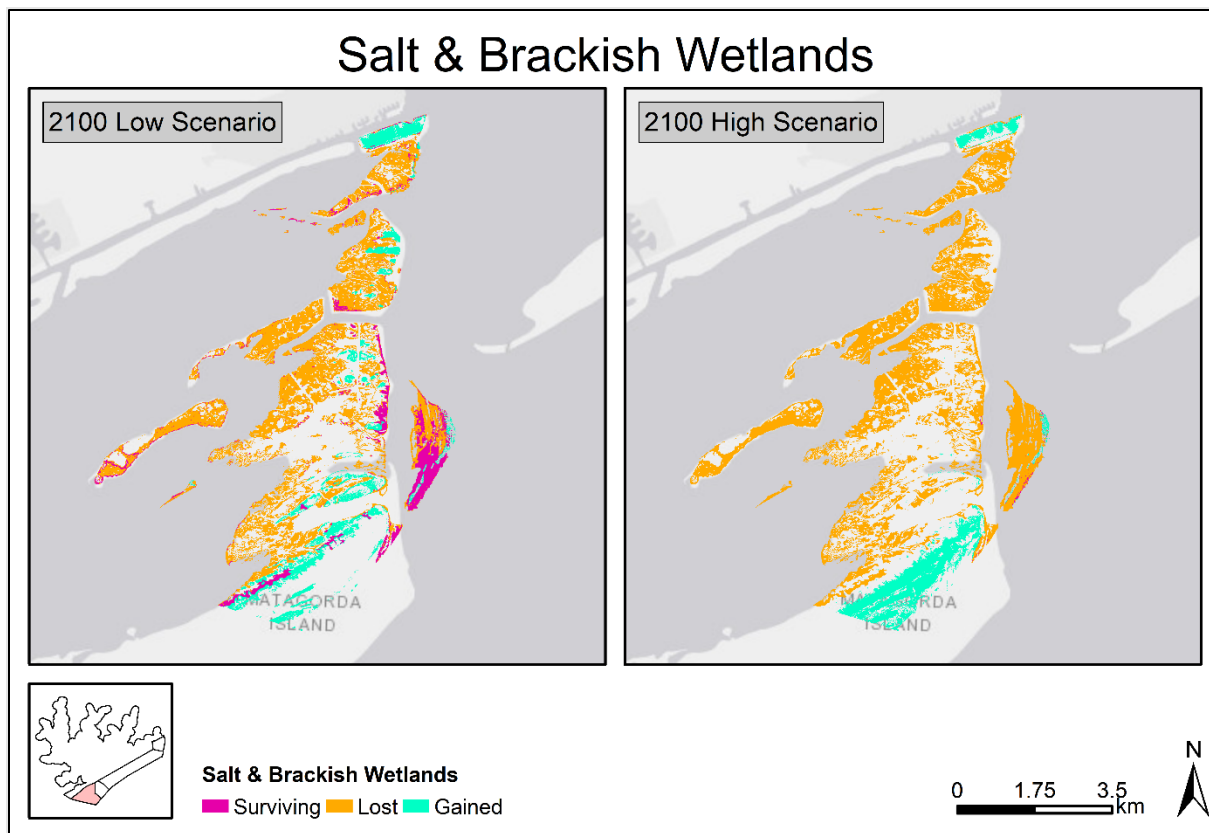 Salt & Brackish Wetlands
2100 Low Scenario
2100 High Scenario
MATAGORDA
ISLAND
MATAGORDA
ISLAND
Salt & Brackish Wetlands
Surviving Lost Gained
N
0 1.75 3.5
km